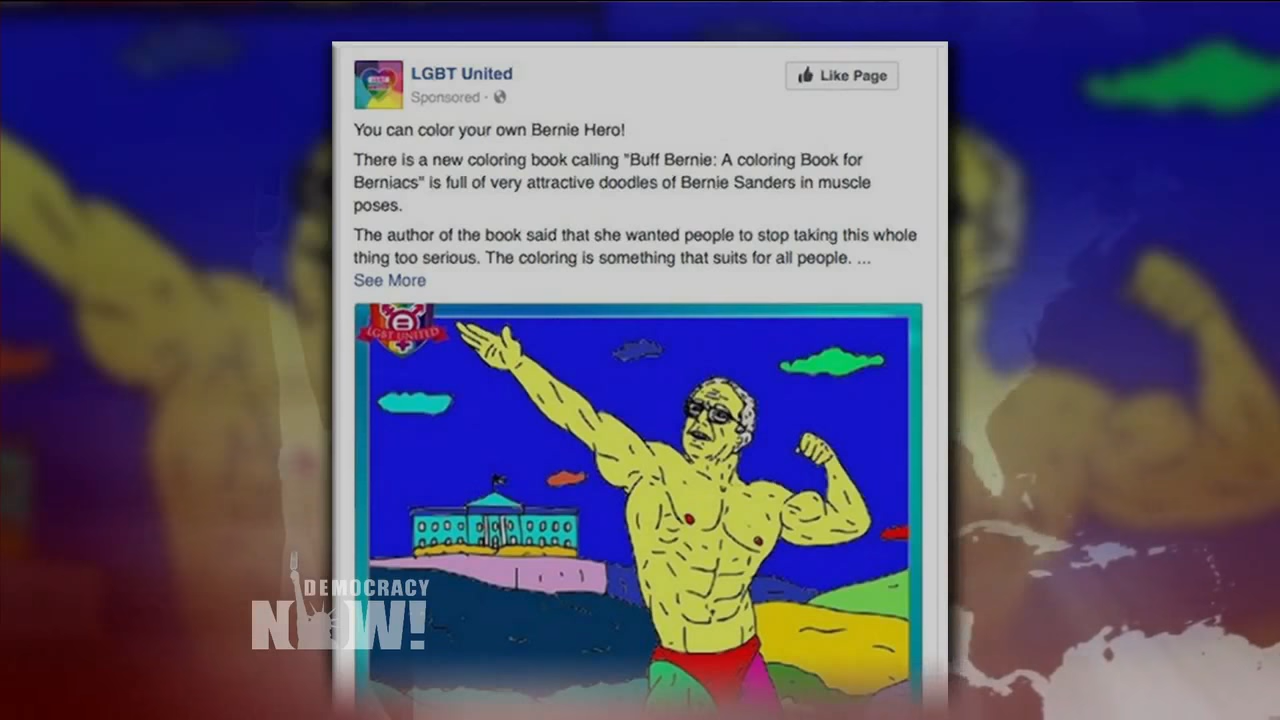 LGBT United
Like Page
Sponsored ·
You can color your own Bernie Hero!
There is a new coloring book calling "Buff Bernie: A coloring Book for
Berniacs" is full of very attractive doodles of Bernie Sanders in muscle
poses.
The author of the book said that she wanted people to stop taking this whole
thing too serious. The coloring is something that suits for all people. ...
See More
LGBT UNITED
DEMOCRACY
NOW!